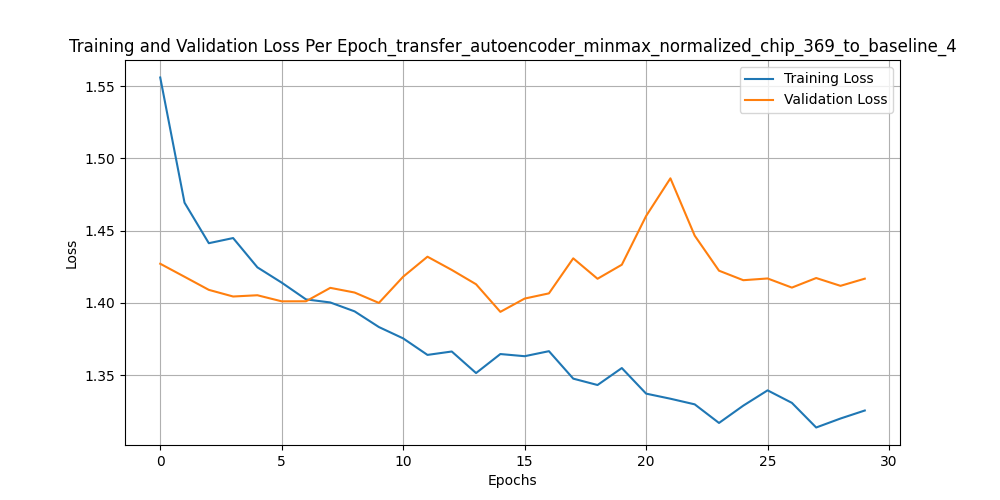 Training and Validation Loss Per Epoch_transfer_autoencoder_minmax_normalized_chip_369_to_baseline_4
Training Loss
Validation Loss
1.55
1.50
1.45
1.40
1.35
Loss
0 5 10 15 20 25 30
Epochs